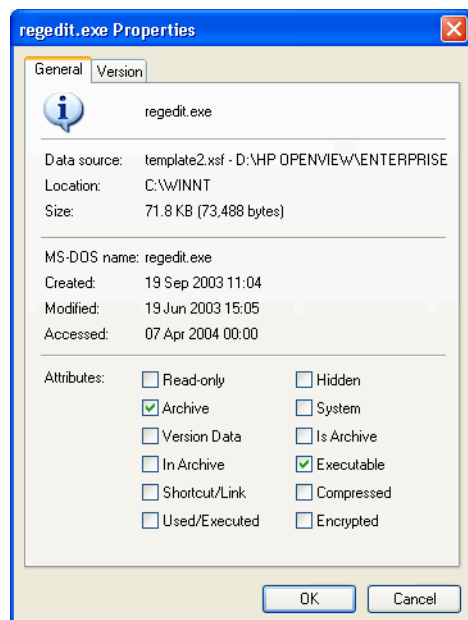 regedit.exe Properties
General Version
regedit.exe
Data source: template2.xsf - D:\HP OPENVIEW\ENTERPRISE
Location: C:\WINNT
Size: 71.8 KB (73,488 bytes)
MS-DOS name: regedit.exe
Created: 19 Sep 2003 11:04
Modified: 19 Jun 2003 15:05
Accessed: 07 Apr 2004 00:00
Attributes: Read-only Hidden
Archive System
Version Data Is Archive
In Archive Executable
Shortcut/Link Compressed
Used/Executed Encrypted
OK Cancel